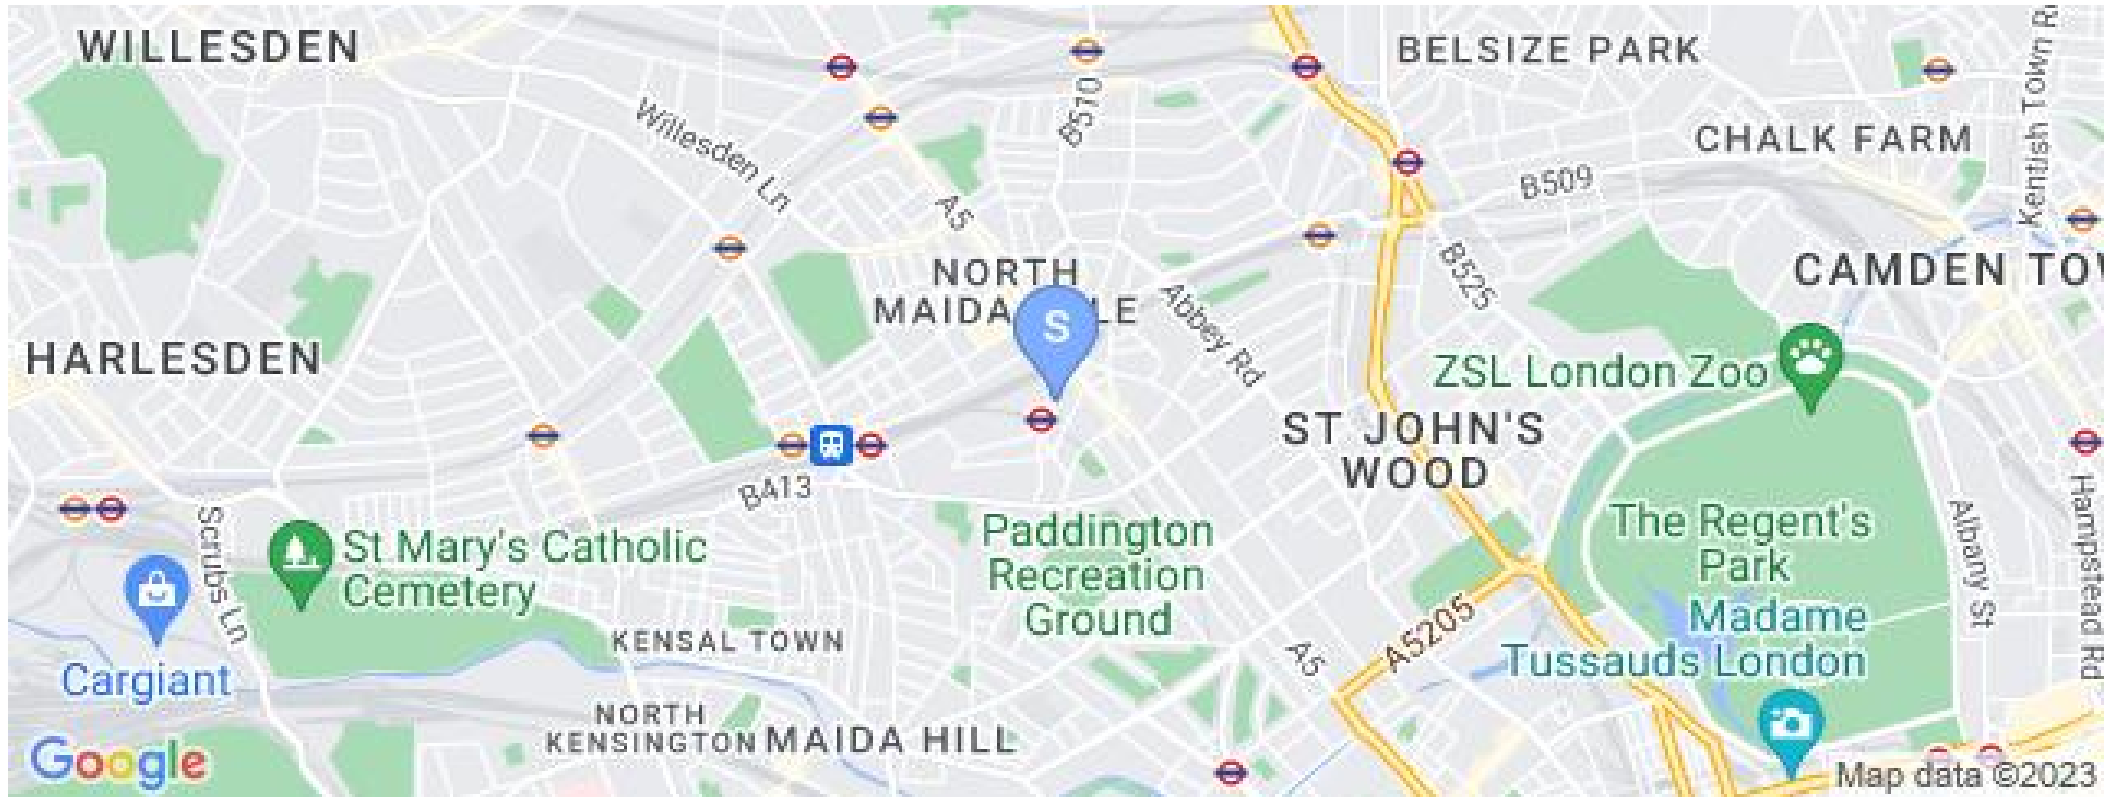 WILLESDEN
BELSIZE PARK
Kentish Town R
B510
Willesden Ln
CHALK FARM
B509
A5
NORTH
MAIDA LE
S
B525
CAMDEN TO
Abbey Rd
HARLESDEN
ZSL London Zoo
ST JOHN'S
WOOD
B413
Scrubs Ln
St Mary's Catholic
Cemetery
Paddington
Recreation
Ground
The Regent's
Park
Albany St
Hampstead Rd
Madame
Tussauds London
A5205
A5
KENSAL TOWN
Cargiant
NORTH
KENSINGTON
MAIDA HILL
Google
Map data ©2023